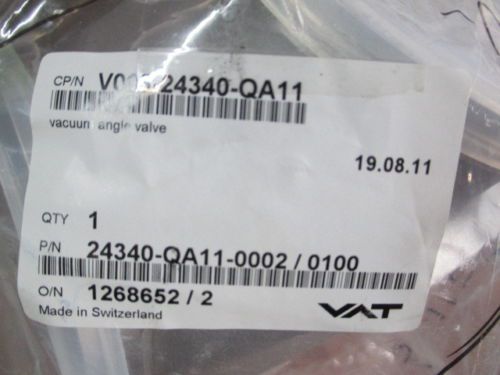 CP/N 24340-QA11
vacuum angle valve
19.08.11
QTY 1
P/N 24340-QA11-0002 / 0100
O/N 1268652 / 2
Made in Switzerland
VAT